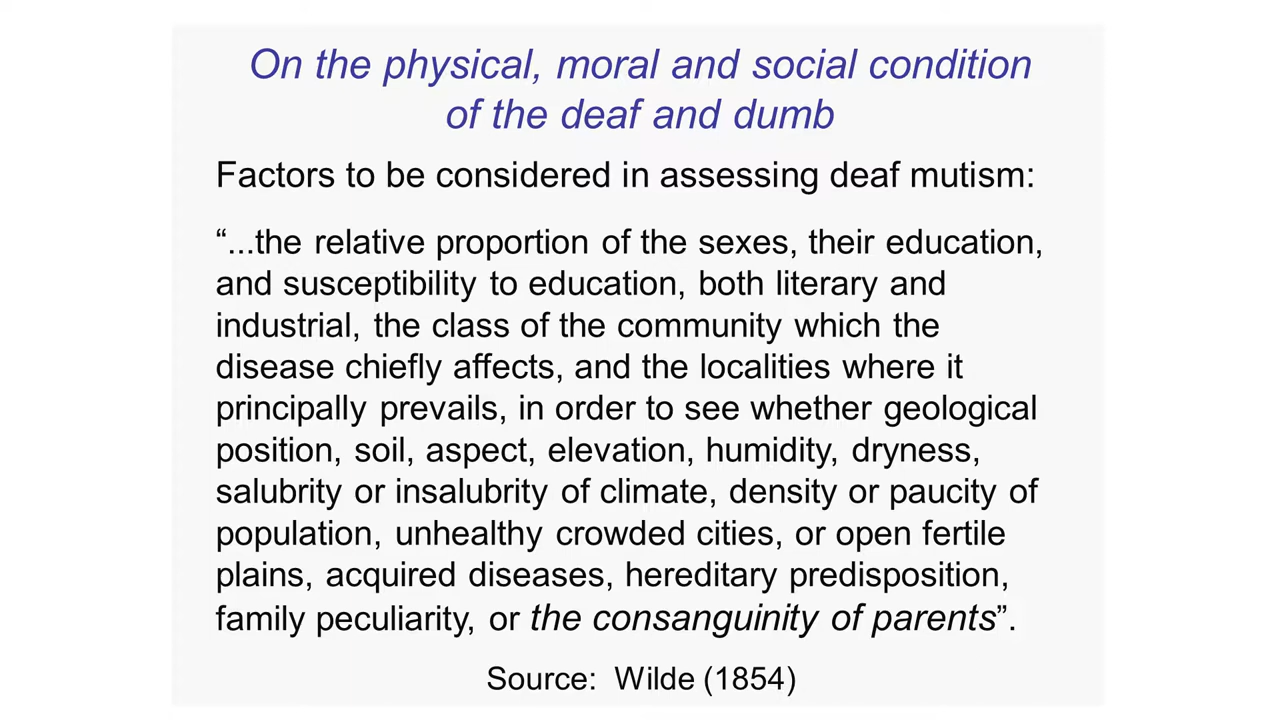 On the physical, moral and social condition
of the deaf and dumb
Factors to be considered in assessing deaf mutism:
“...the relative proportion of the sexes, their education,
and susceptibility to education, both literary and
industrial, the class of the community which the
disease chiefly affects, and the localities where it
principally prevails, in order to see whether geological
position, soil, aspect, elevation, humidity, dryness,
salubrity or insalubrity of climate, density or paucity of
population, unhealthy crowded cities, or open fertile
plains, acquired diseases, hereditary predisposition,
family peculiarity, or the consanguinity of parents”.
Source: Wilde (1854)